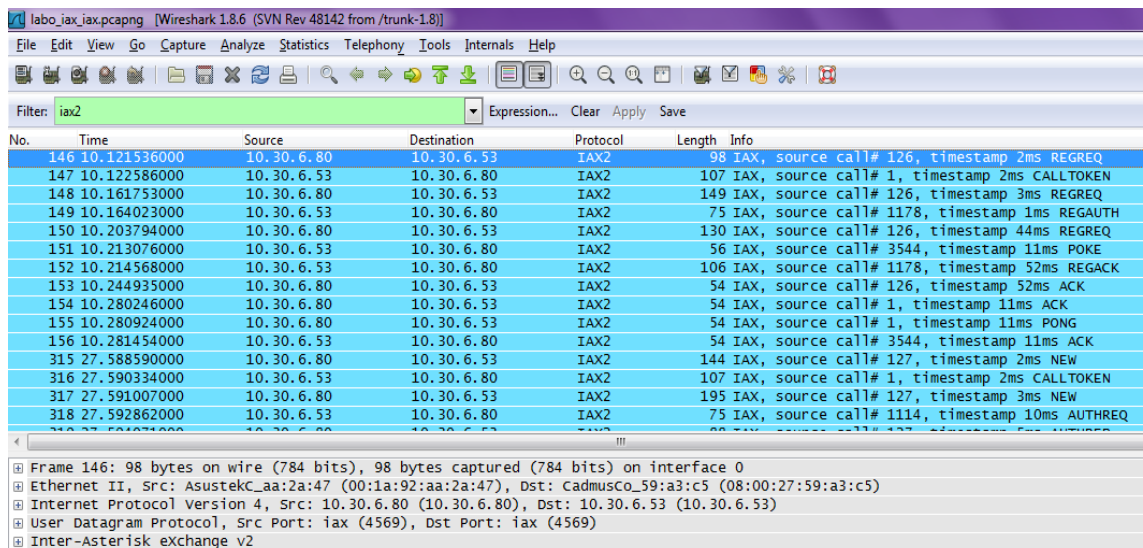 labo_iax_iax.pcapng [Wireshark 1.8.6 (SVN Rev 48142 from /trunk-1.8)]
File Edit View Go Capture Analyze Statistics Telephony Tools Internals Help
Filter: iax2 Expression... Clear Apply Save
No. Time Source Destination Protocol Length Info
146 10.121536000 10.30.6.80 10.30.6.53 IAX2 98 IAX, source call# 126, timestamp 2ms REGREQ
147 10.122586000 10.30.6.53 10.30.6.80 IAX2 107 IAX, source call# 1, timestamp 2ms CALLTOKEN
148 10.161753000 10.30.6.80 10.30.6.53 IAX2 149 IAX, source call# 126, timestamp 3ms REGREQ
149 10.164023000 10.30.6.53 10.30.6.80 IAX2 75 IAX, source call# 1178, timestamp 1ms REGAUTH
150 10.203794000 10.30.6.80 10.30.6.53 IAX2 130 IAX, source call# 126, timestamp 44ms REGREQ
151 10.213076000 10.30.6.53 10.30.6.80 IAX2 56 IAX, source call# 3544, timestamp 11ms POKE
152 10.214568000 10.30.6.53 10.30.6.80 IAX2 106 IAX, source call# 1178, timestamp 52ms REGACK
153 10.244935000 10.30.6.80 10.30.6.53 IAX2 54 IAX, source call# 126, timestamp 52ms ACK
154 10.280246000 10.30.6.80 10.30.6.53 IAX2 54 IAX, source call# 1, timestamp 11ms ACK
155 10.280924000 10.30.6.80 10.30.6.53 IAX2 54 IAX, source call# 1, timestamp 11ms PONG
156 10.281454000 10.30.6.53 10.30.6.80 IAX2 54 IAX, source call# 3544, timestamp 11ms ACK
315 27.588590000 10.30.6.80 10.30.6.53 IAX2 144 IAX, source call# 127, timestamp 2ms NEW
316 27.590334000 10.30.6.53 10.30.6.80 IAX2 107 IAX, source call# 1, timestamp 2ms CALLTOKEN
317 27.591007000 10.30.6.80 10.30.6.53 IAX2 195 IAX, source call# 127, timestamp 3ms NEW
318 27.592862000 10.30.6.53 10.30.6.80 IAX2 75 IAX, source call# 1114, timestamp 10ms AUTHREQ
Frame 146: 98 bytes on wire (784 bits), 98 bytes captured (784 bits) on interface 0
Ethernet II, Src: AsustekC_aa:2a:47 (00:1a:92:aa:2a:47), Dst: CadmusCo_59:a3:c5 (08:00:27:59:a3:c5)
Internet Protocol Version 4, Src: 10.30.6.80 (10.30.6.80), Dst: 10.30.6.53 (10.30.6.53)
User Datagram Protocol, Src Port: iax (4569), Dst Port: iax (4569)
Inter-Asterisk eXchange v2